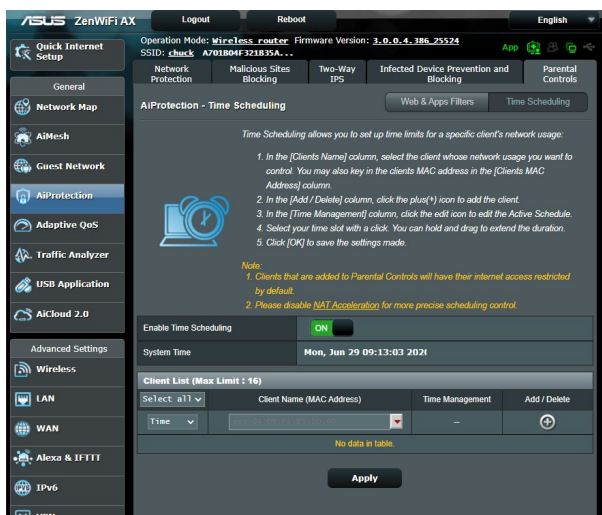 ASUS ZenWiFi AX
Logout
Reboot
English
Quick Internet
Setup
Operation Mode: Wireless router Firmware Version: 3.0.0.4.386_25524
SSID: chuck A701B04F321B35A...
App
General
Network Map
AiMesh
Guest Network
AiProtection
Adaptive QoS
Traffic Analyzer
USB Application
AiCloud 2.0
Advanced Settings
Wireless
LAN
WAN
Alexa & IFTTT
IPv6
Network
Protection
Malicious Sites
Blocking
Two-Way
IPS
Infected Device Prevention and
Blocking
Parental
Controls
AiProtection - Time Scheduling
Web & Apps Filters
Time Scheduling
Time Scheduling allows you to set up time limits for a specific client's network usage:
1. In the [Clients Name] column, select the client whose network usage you want to
control. You may also key in the clients MAC address in the [Clients MAC
Address] column.
2. In the [Add / Delete] column, click the plus(+) icon to add the client.
3. In the [Time Management] column, click the edit icon to edit the Active Schedule.
4. Select your time slot with a click. You can hold and drag to extend the duration.
5. Click [OK] to save the settings made.
Note:
1. Clients that are added to Parental Controls will have their internet access restricted
by default.
2. Please disable NAT Acceleration for more precise scheduling control.
Enable Time Scheduling
ON
System Time
Mon, Jun 29 09:13:03 202
Client List (Max Limit : 16)
Select all
Client Name (MAC Address)
Time Management
Add / Delete
Time
--
No data in table.
Apply